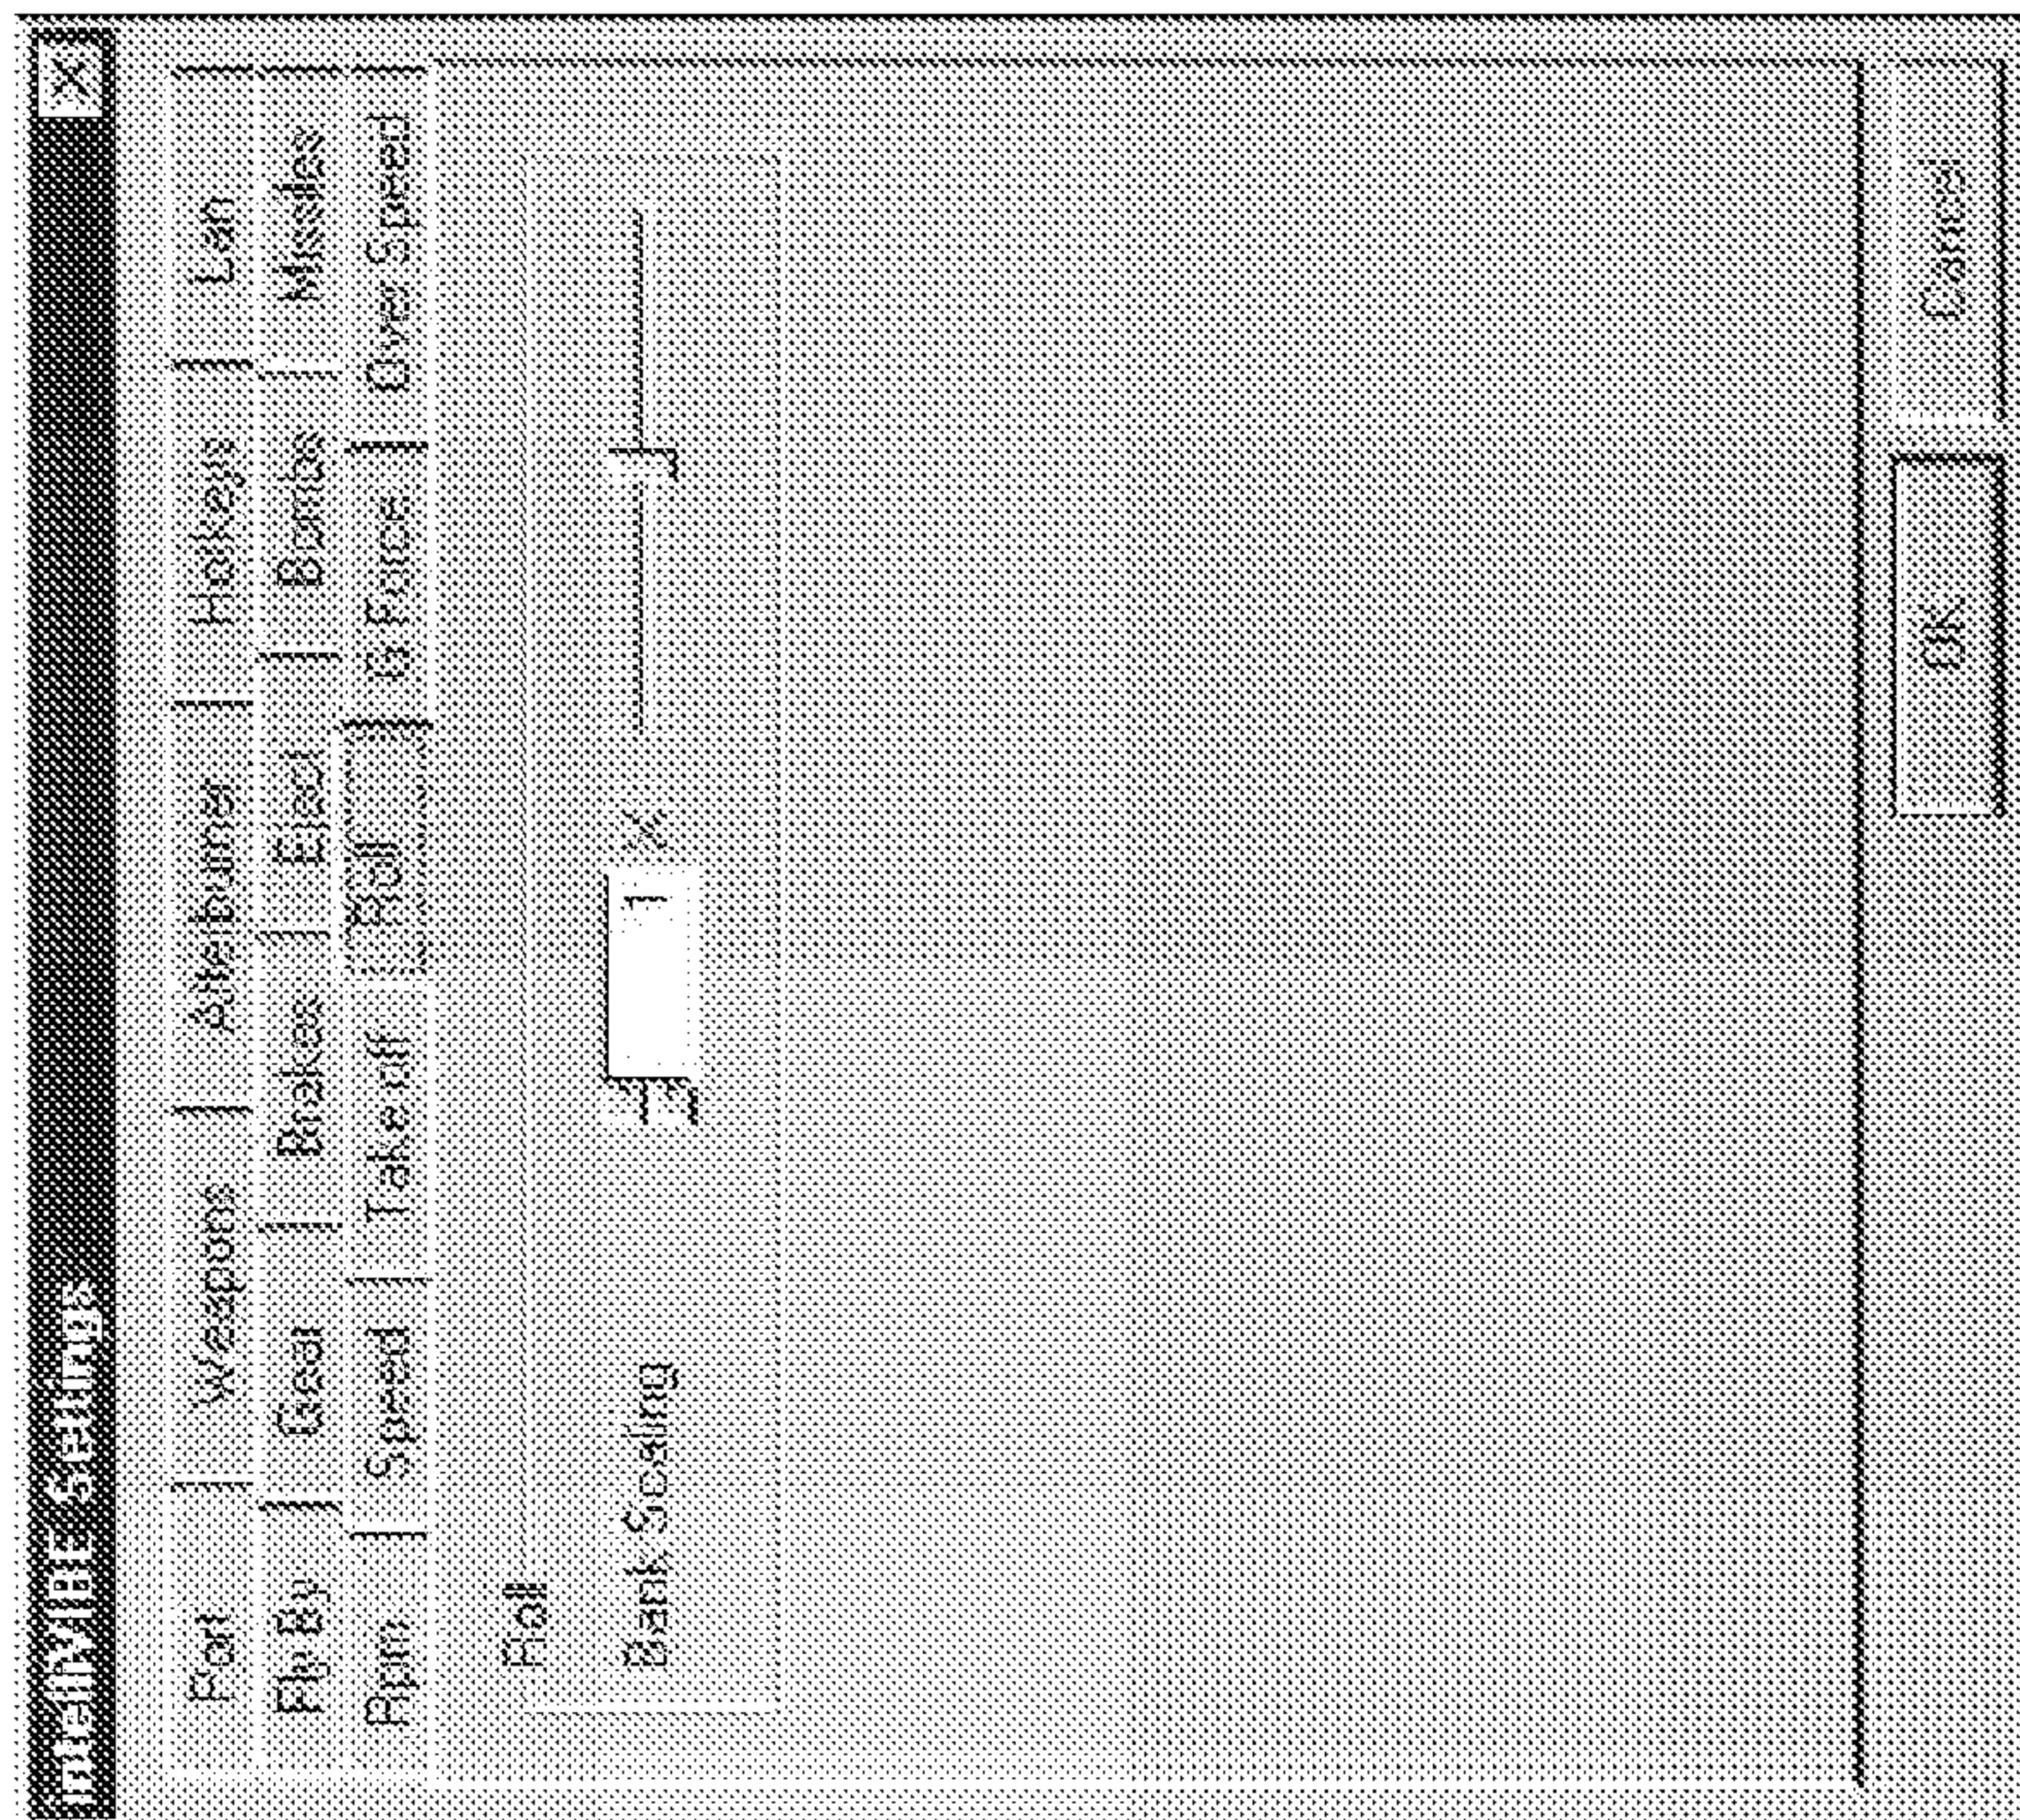 intelliVIBE Settings
Port Weapons Afterburner Hotkeys Lan
Fly By Gear Brakes Eject Bombs Missiles
Rpm Speed Take off Roll G Force Over Speed
Roll
Bank Scaling 1 X
OK Cancel